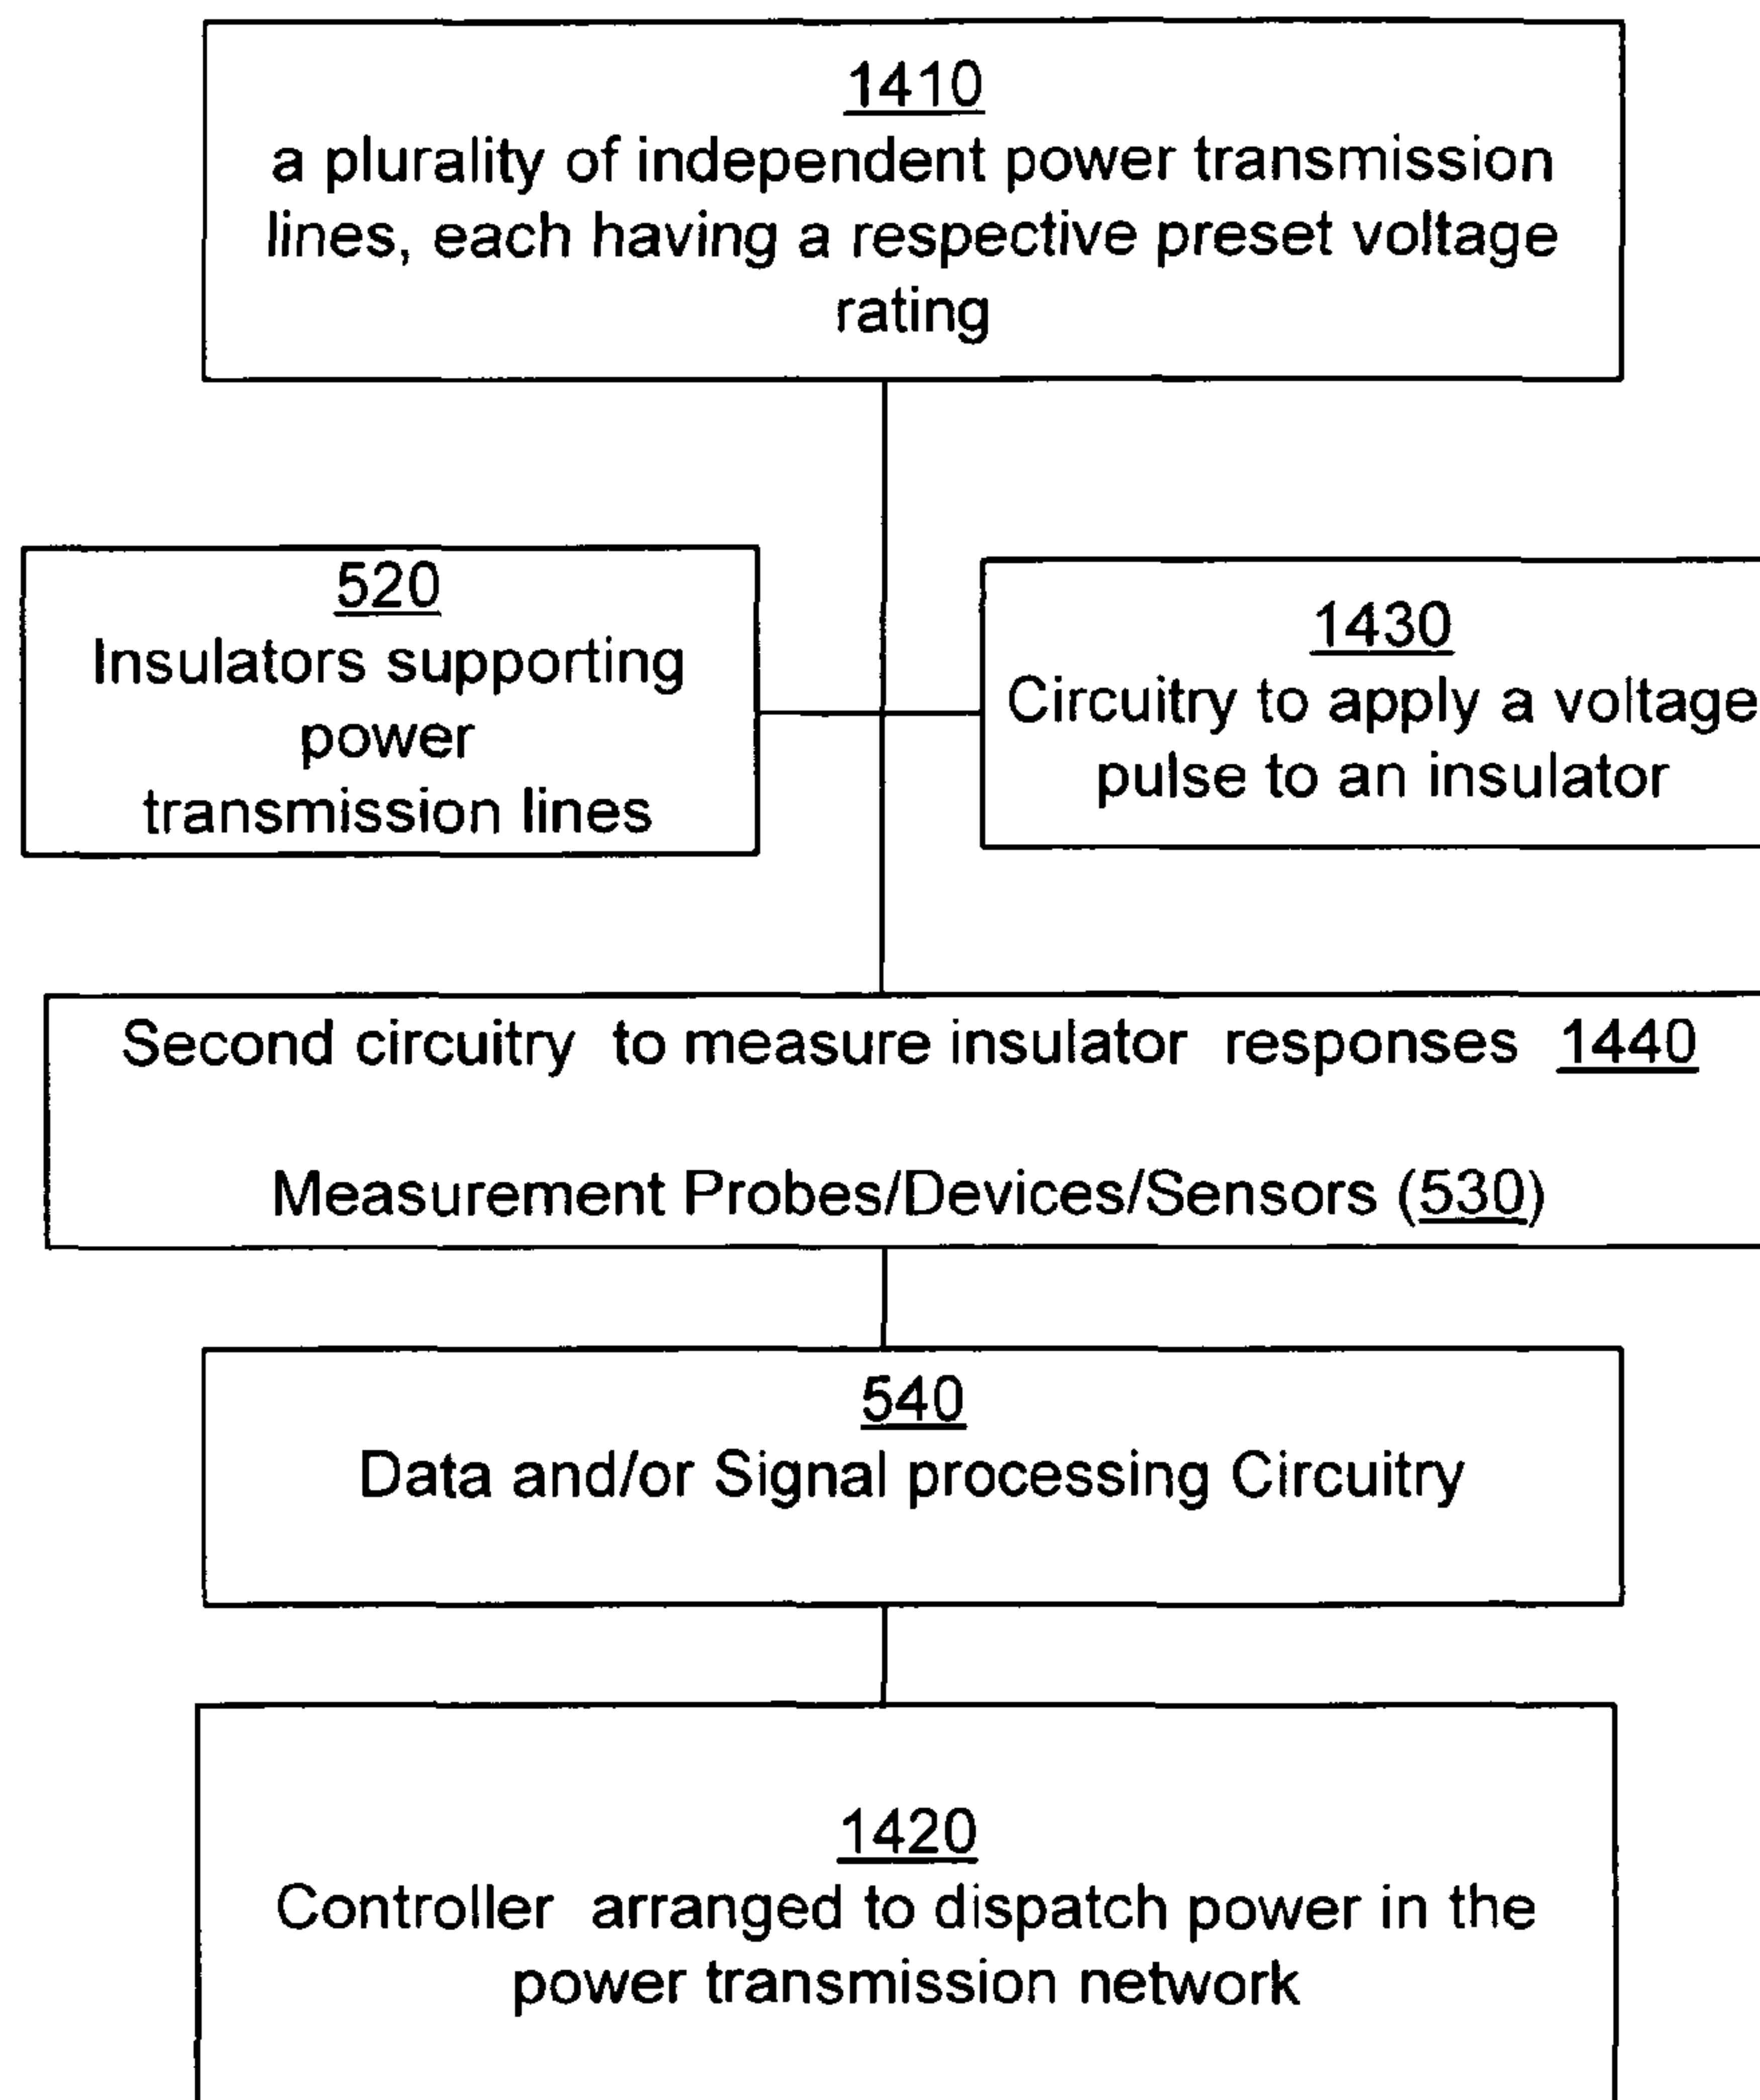 1410
a plurality of independent power transmission
lines, each having a respective preset voltage
rating
520
Insulators supporting
power
transmission lines
1430
Circuitry to apply a voltage
pulse to an insulator
Second circuitry to measure insulator responses 1440
Measurement Probes/Devices/Sensors (530)
540
Data and/or Signal processing Circuitry
1420
Controller arranged to dispatch power in the
power transmission network